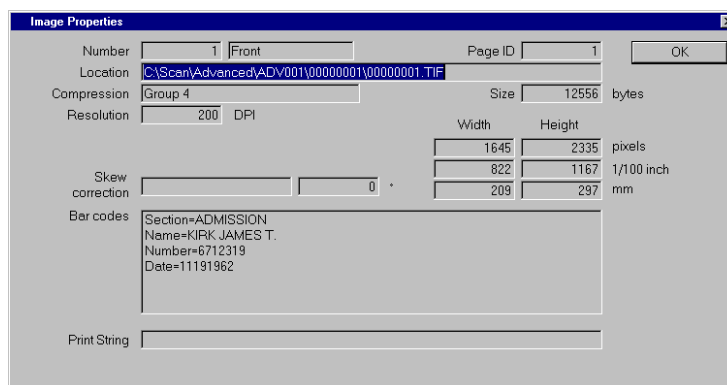 Image Properties
Number 1 Front Page ID 1 OK
Location C:\Scan\Advanced\ADV001\00000001\00000001.TIF
Compression Group 4 Size 12556 bytes
Resolution 200 DPI
Width Height
1645 2335 pixels
822 1167 1/100 inch
Skew correction 0 °
209 297 mm
Bar codes Section=ADMISSION
Name=KIRK JAMES T.
Number=6712319
Date=11191962
Print String